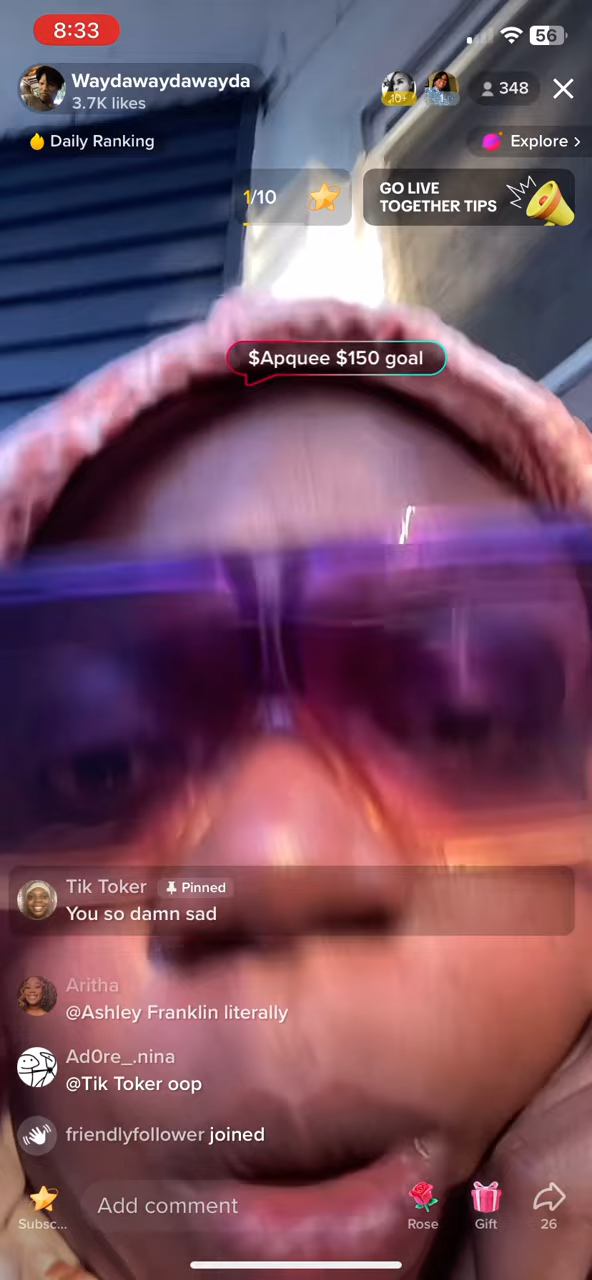 8:33
56
Waydawaydawayda
3.7K likes
10+
348
Daily Ranking
Explore >
1/10
GO LIVE
TOGETHER TIPS
$Apquee $150 goal
Tik Toker Pinned
You so damn sad
Aritha
@Ashley Franklin literally
Ad0re_.nina
@Tik Toker oop
friendlyfollower joined
Subsc...
Add comment
Rose
Gift
26